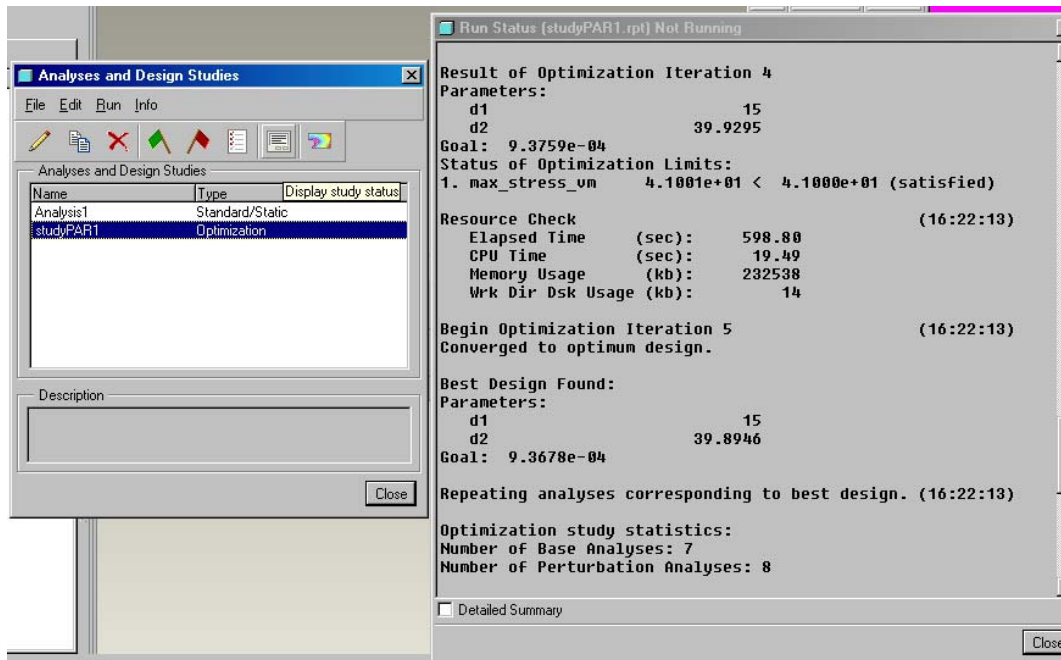 Analyses and Design Studies
File Edit Run Info
Analyses and Design Studies
Name Type Display study status
Analysis1 Standard/Static
studyPAR1 Optimization
Description
Close
Run Status (studyPAR1.rpt) Not Running
Result of Optimization Iteration 4
Parameters:
d1 15
d2 39.9295
Goal: 9.3759e-04
Status of Optimization Limits:
1. max_stress_vm 4.1001e+01 < 4.1000e+01 (satisfied)
Resource Check (16:22:13)
Elapsed Time (sec): 598.80
CPU Time (sec): 19.49
Memory Usage (kb): 232538
Wrk Dir Dsk Usage (kb): 14
Begin Optimization Iteration 5 (16:22:13)
Converged to optimum design.
Best Design Found:
Parameters:
d1 15
d2 39.8946
Goal: 9.3678e-04
Repeating analyses corresponding to best design. (16:22:13)
Optimization study statistics:
Number of Base Analyses: 7
Number of Perturbation Analyses: 8
Detailed Summary
Close